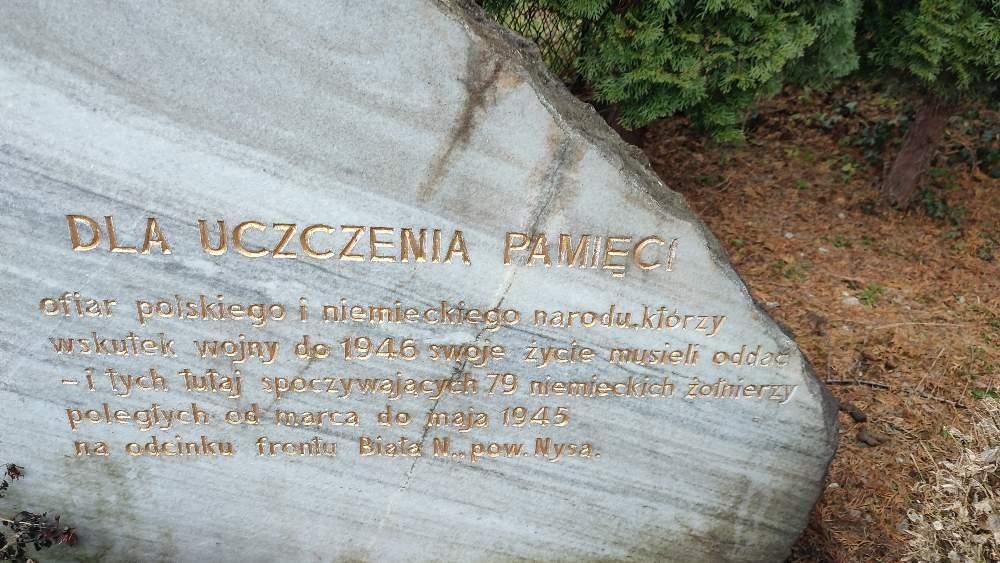 DLA UCZCZENIA PAMIĘCI
ofiar polskiego i niemieckiego narodu, którzy
wskutek wojny do 1946 swoje życie musieli oddać
– i tych tutaj spoczywających 79 niemieckich żołnierzy
poległych od marca do maja 1945
na odcinku frontu Biała N., pow. Nysa.